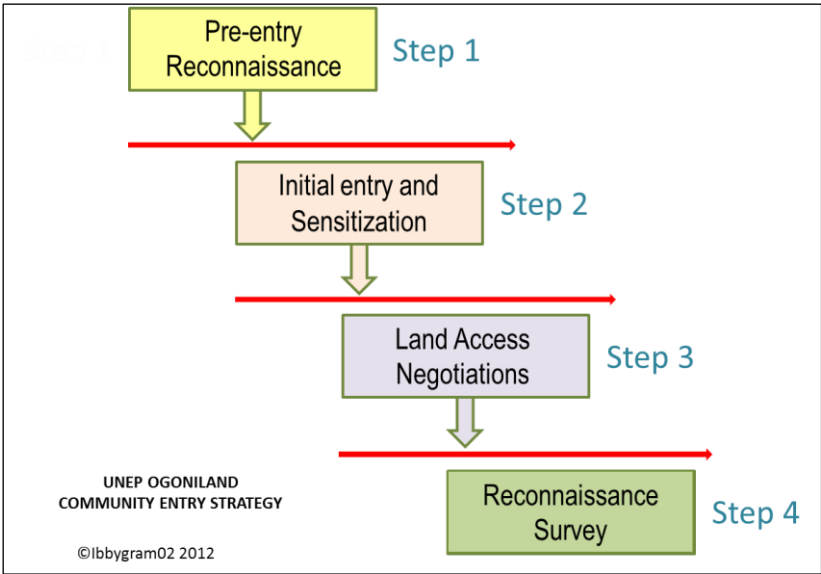 Pre-entry
Reconnaissance
Step 1
Initial entry and
Sensitization
Step 2
Land Access
Negotiations
Step 3
Reconnaissance
Survey
Step 4
UNEP OGONILAND
COMMUNITY ENTRY STRATEGY
©Ibbygram02 2012